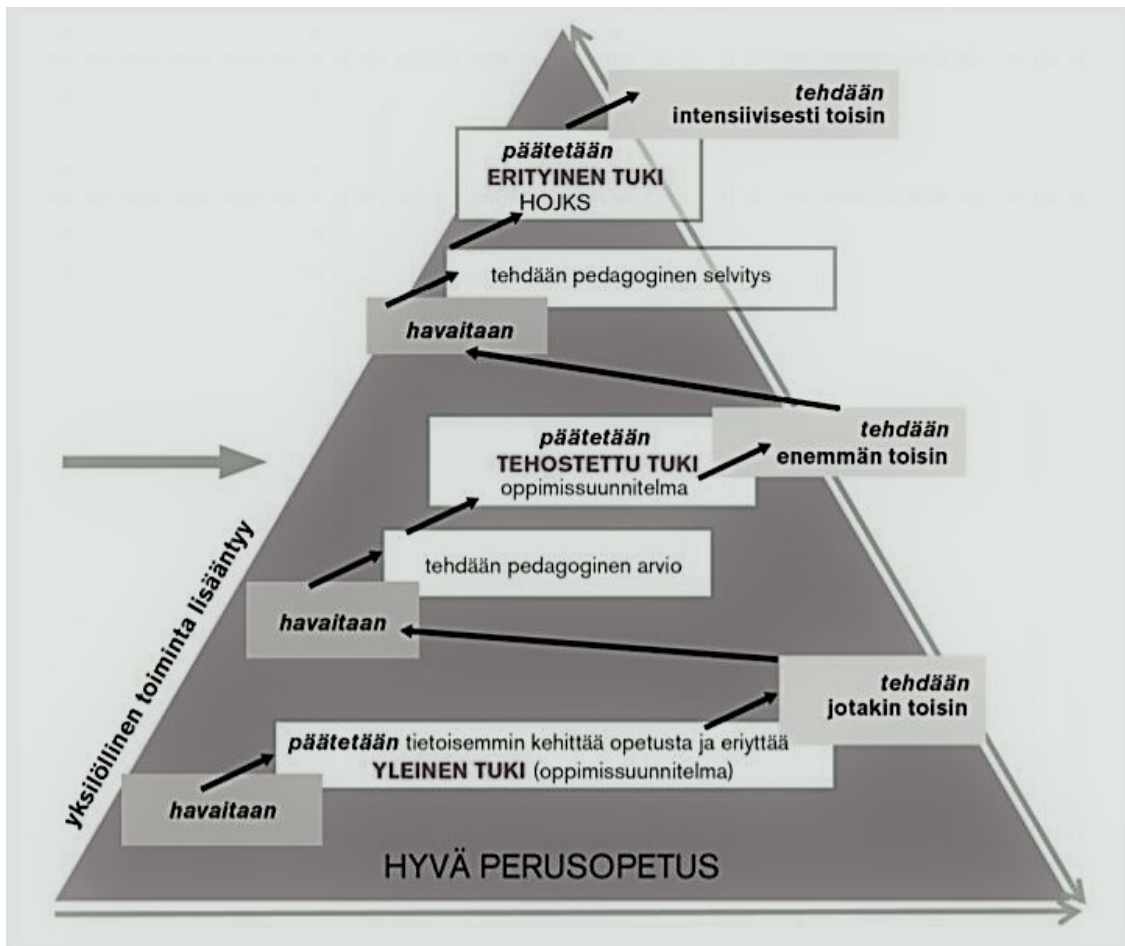 tehdään
intensiivisesti toisin
päätetään
ERITYINEN TUKI
HOJKS
tehdään pedagoginen selvitys
havaitaan
tehdään
enemmän toisin
päätetään
TEHOSTETTU TUKI
oppimissuunnitelma
tehdään pedagoginen arvio
havaitaan
tehdään
jotakin toisin
päätetään tietoisemmin kehittää opetusta ja eriyttää
YLEINEN TUKI (oppimissuunnitelma)
havaitaan
yksilöllinen toiminta lisääntyy
HYVÄ PERUSOPETUS